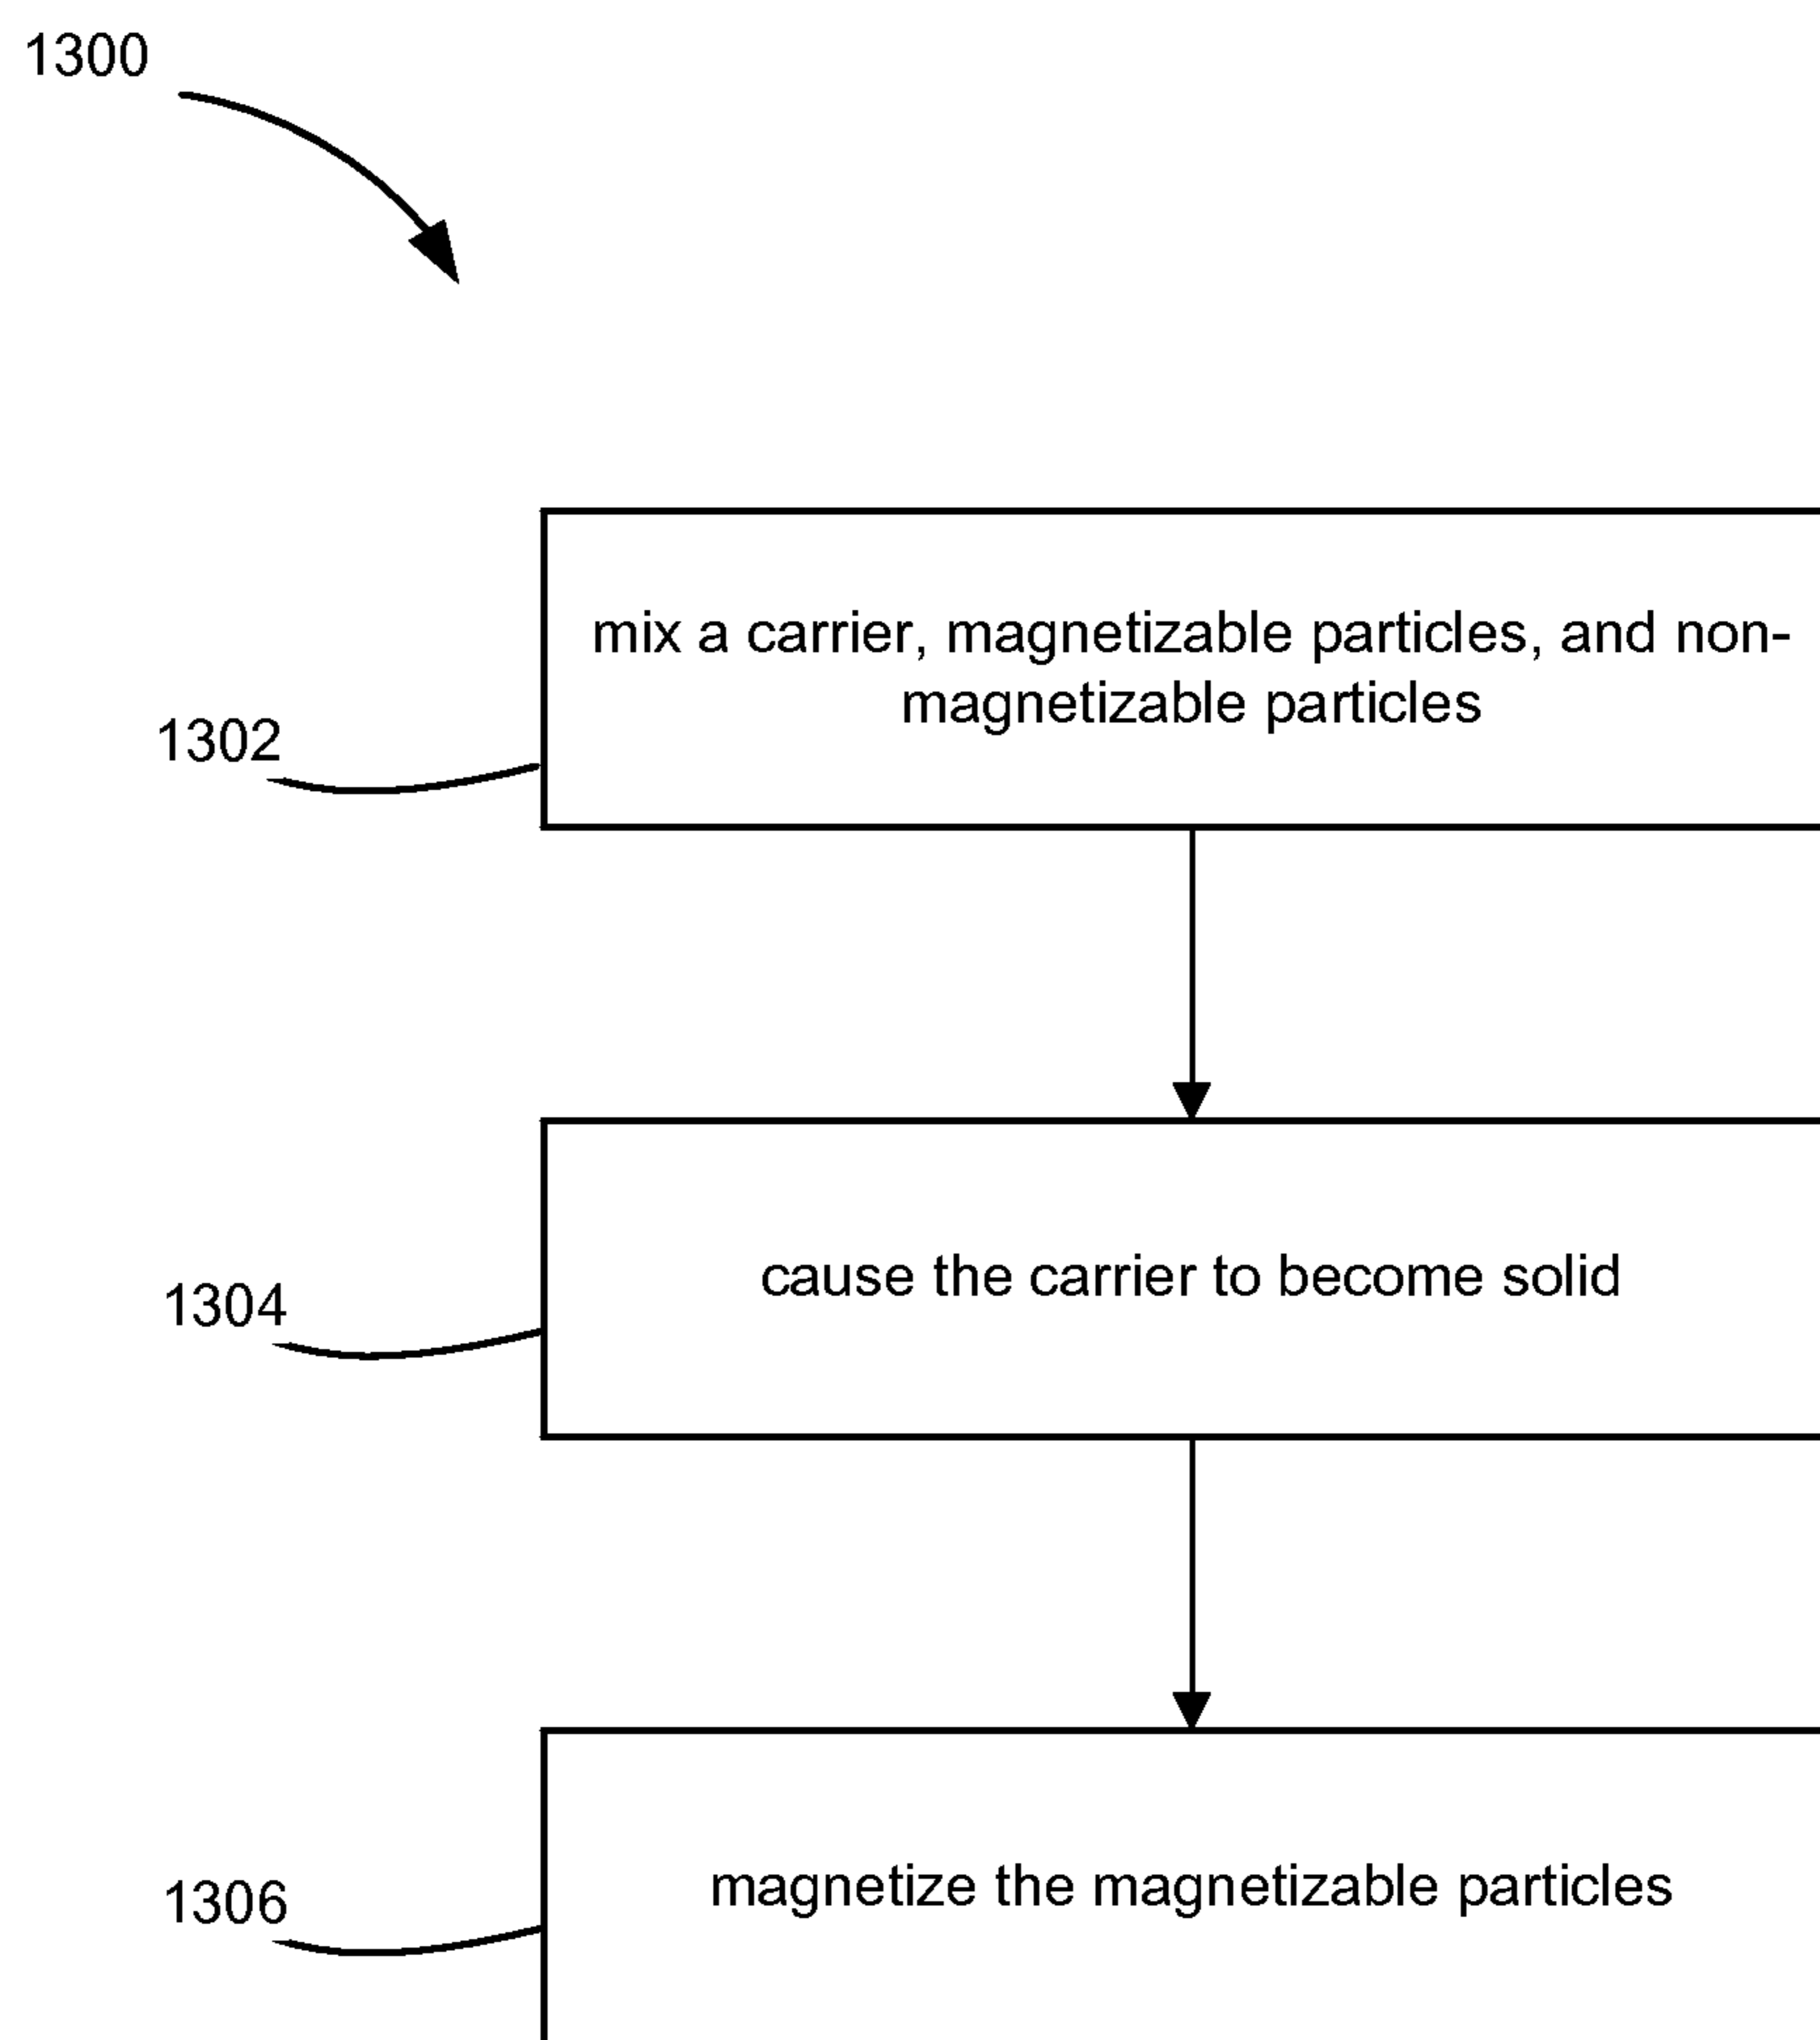 1300
mix a carrier, magnetizable particles, and non-
magnetizable particles
1302
cause the carrier to become solid
1304
magnetize the magnetizable particles
1306